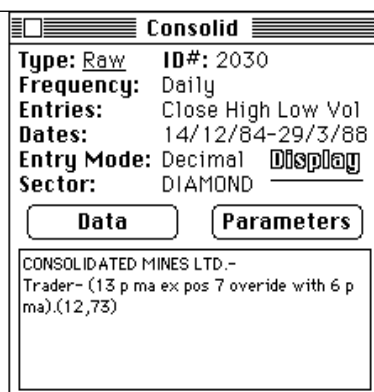 Consolid
Type: Raw ID#: 2030
Frequency: Daily
Entries: Close High Low Vol
Dates: 14/12/84-29/3/88
Entry Mode: Decimal Display
Sector: DIAMOND
Data Parameters
CONSOLIDATED MINES LTD.-
Trader- (13 p ma ex pos 7 overide with 6 p
ma).(12,73)